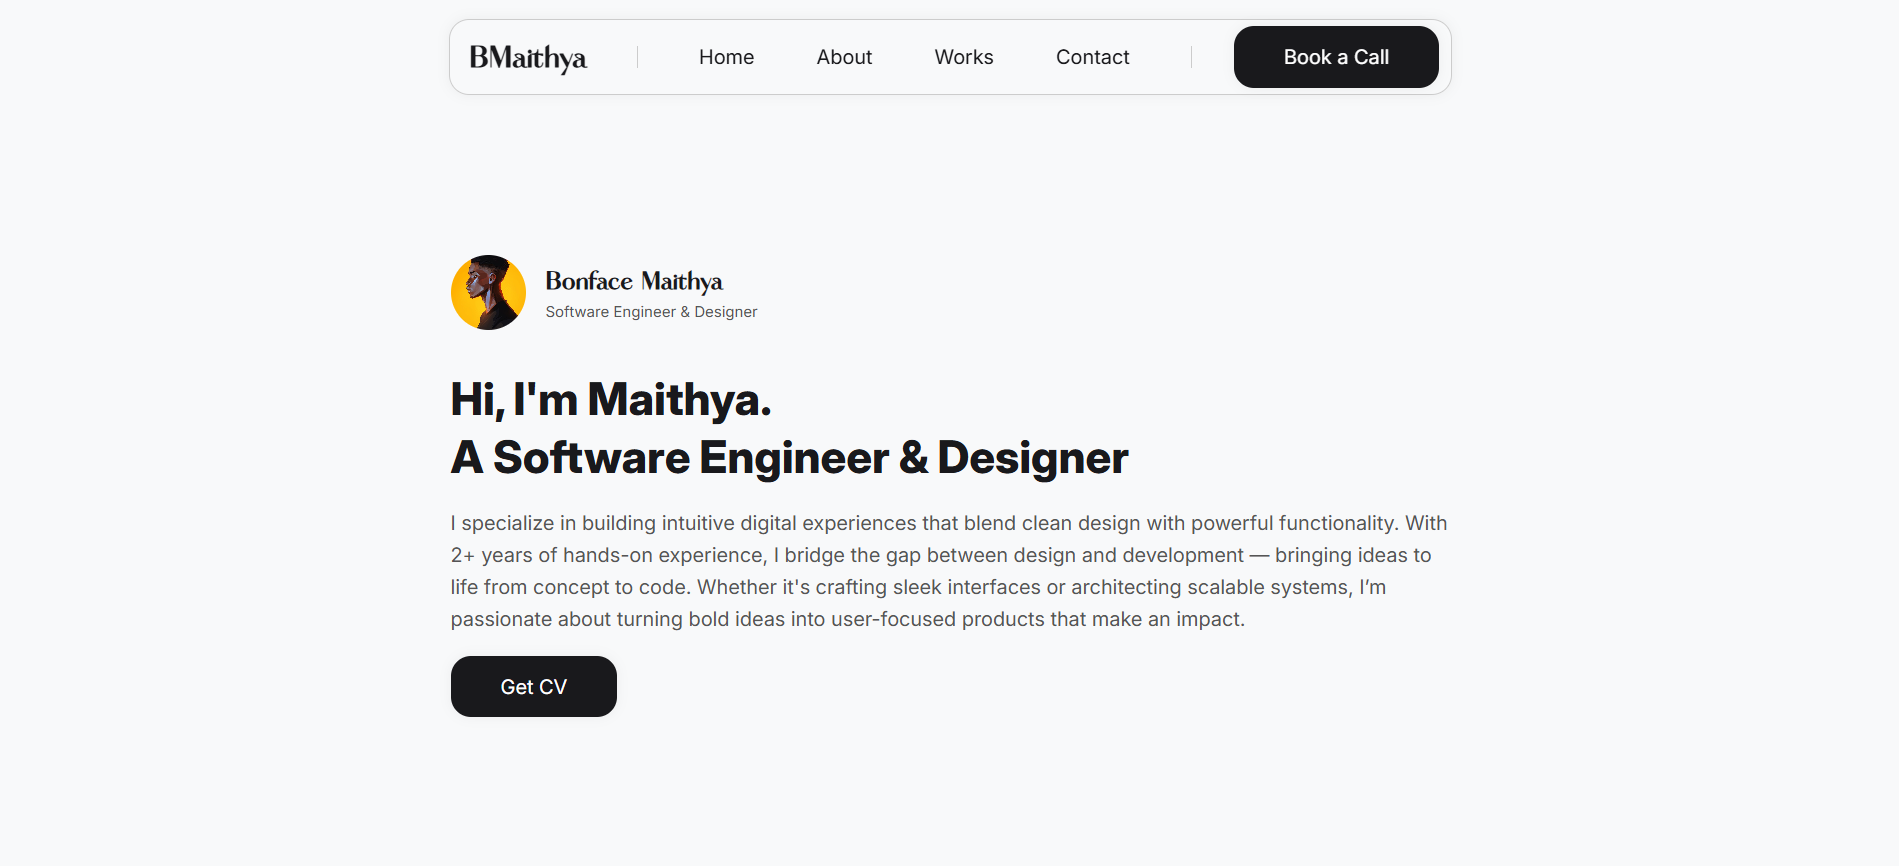 BMaithya
Home
About
Works
Contact
Book a Call
Bonface Maithya
Software Engineer & Designer
Hi, I'm Maithya.
A Software Engineer & Designer
I specialize in building intuitive digital experiences that blend clean design with powerful functionality. With
2+ years of hands-on experience, I bridge the gap between design and development — bringing ideas to
life from concept to code. Whether it's crafting sleek interfaces or architecting scalable systems, I’m
passionate about turning bold ideas into user-focused products that make an impact.
Get CV